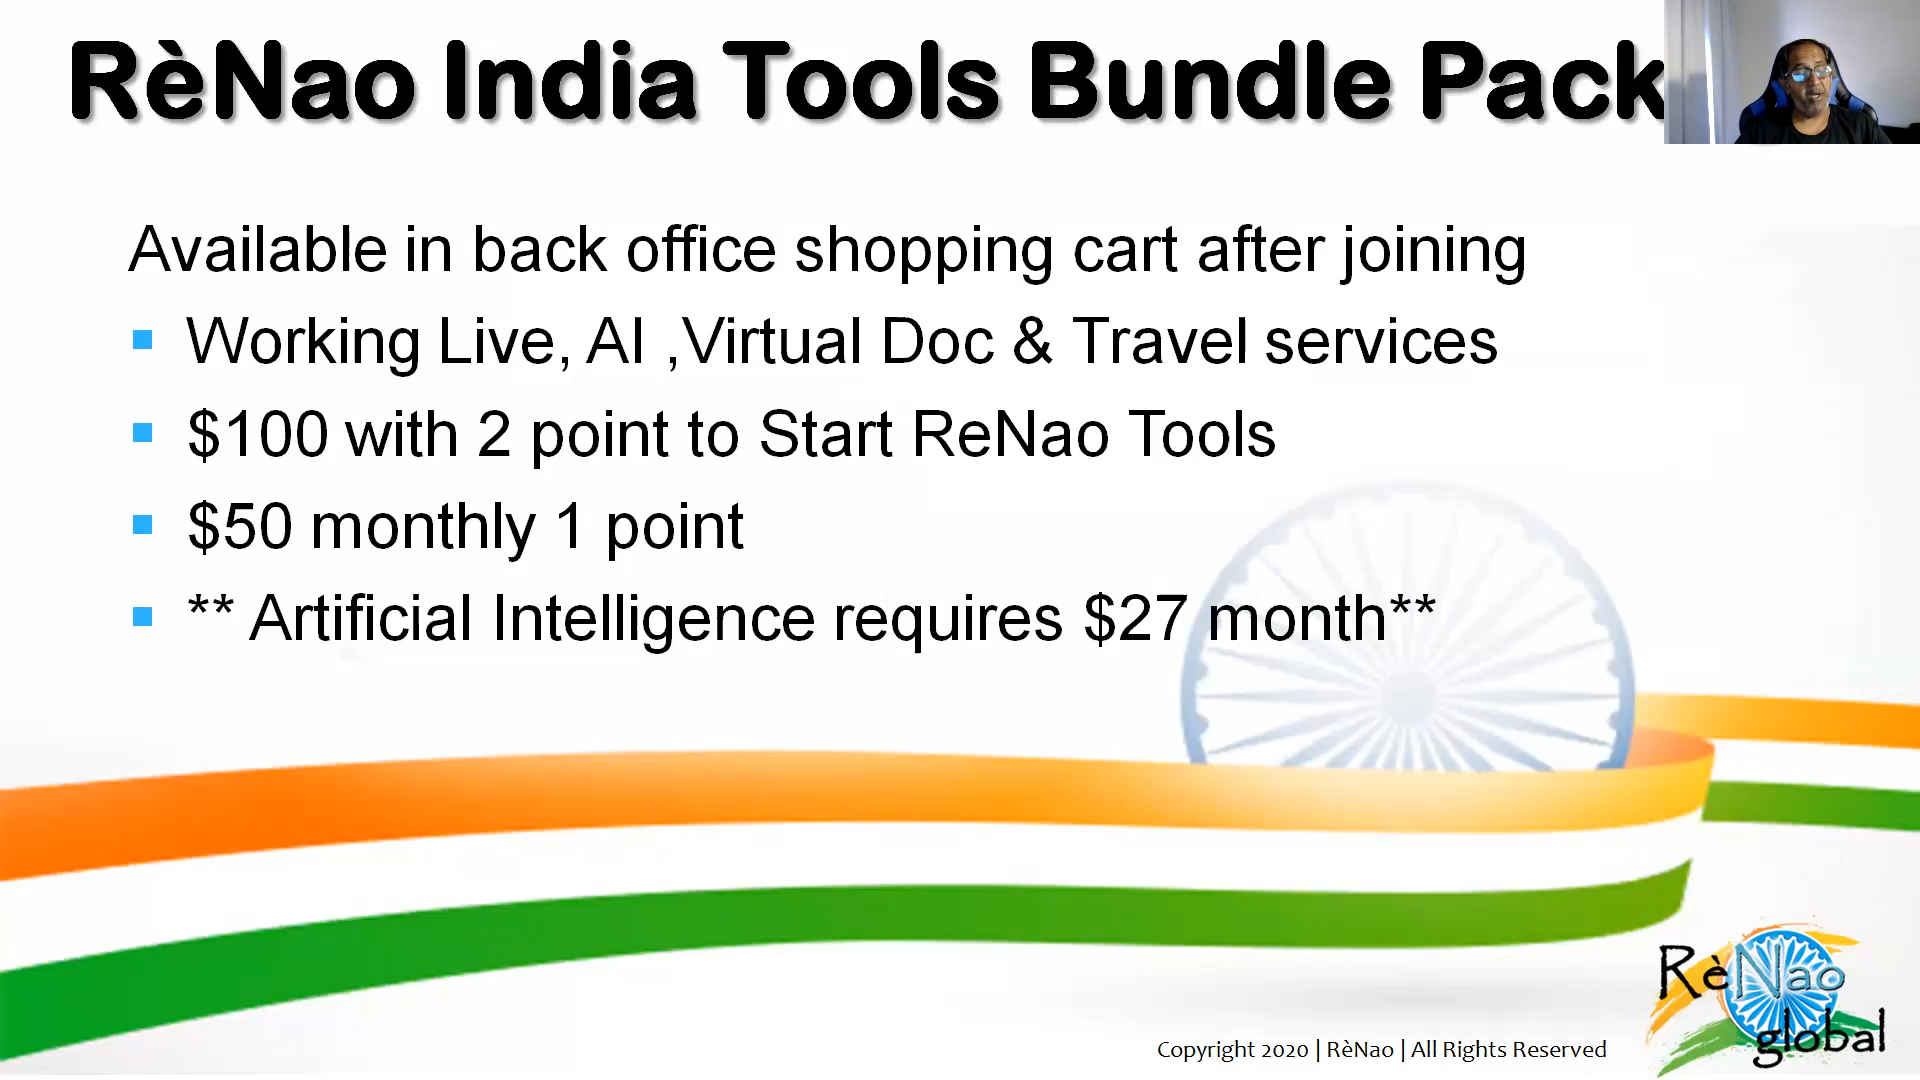 RèNao India Tools Bundle Pack
Available in back office shopping cart after joining
Working Live, AI ,Virtual Doc & Travel services
$100 with 2 point to Start ReNao Tools
$50 monthly 1 point
** Artificial Intelligence requires $27 month**
RèNao
global
Copyright 2020 | RèNao | All Rights Reserved